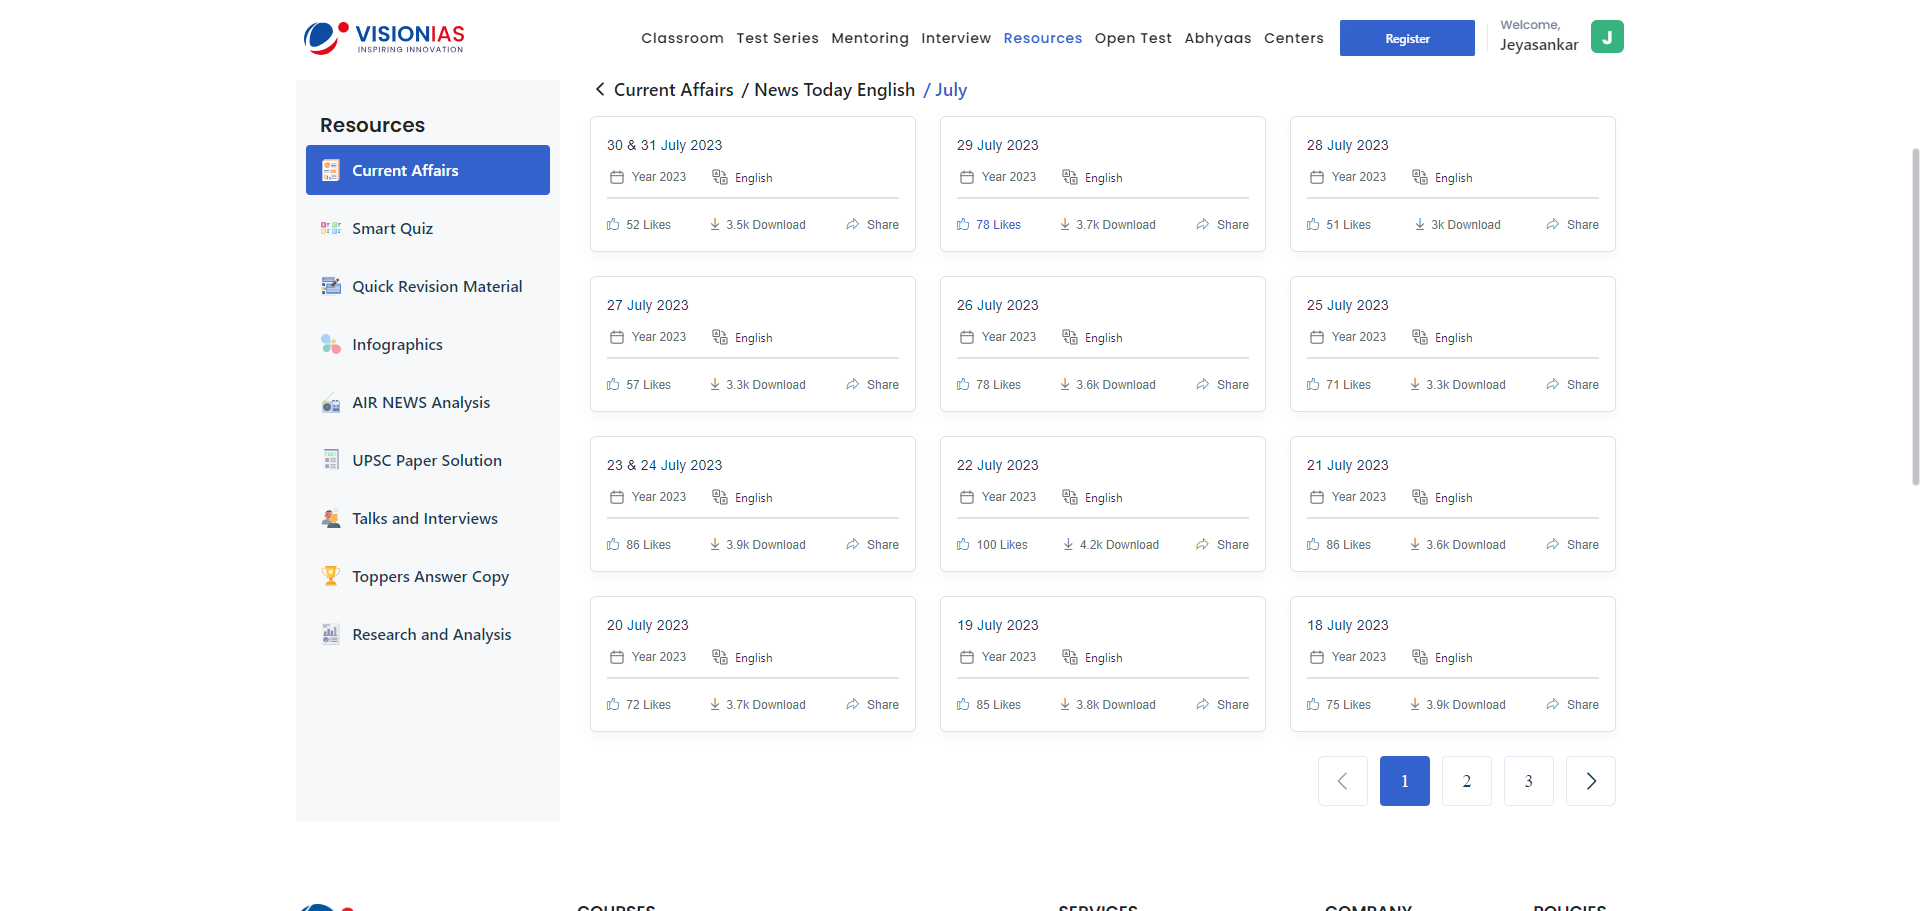 VISIONIAS
INSPIRING INNOVATION
Classroom Test Series Mentoring Interview Resources Open Test Abhyaas Centers Register
Welcome,
Jeyasankar
J
Resources
Current Affairs
Smart Quiz
Quick Revision Material
Infographics
AIR NEWS Analysis
UPSC Paper Solution
Talks and Interviews
Toppers Answer Copy
Research and Analysis
Current Affairs / News Today English / July
30 & 31 July 2023
Year 2023 English
52 Likes 3.5k Download Share
29 July 2023
Year 2023 English
78 Likes 3.7k Download Share
28 July 2023
Year 2023 English
51 Likes 3k Download Share
27 July 2023
Year 2023 English
57 Likes 3.3k Download Share
26 July 2023
Year 2023 English
78 Likes 3.6k Download Share
25 July 2023
Year 2023 English
71 Likes 3.3k Download Share
23 & 24 July 2023
Year 2023 English
86 Likes 3.9k Download Share
22 July 2023
Year 2023 English
100 Likes 4.2k Download Share
21 July 2023
Year 2023 English
86 Likes 3.6k Download Share
20 July 2023
Year 2023 English
72 Likes 3.7k Download Share
19 July 2023
Year 2023 English
85 Likes 3.8k Download Share
18 July 2023
Year 2023 English
75 Likes 3.9k Download Share
1 2 3
COURSES SERVICES COMPANY POLICIES